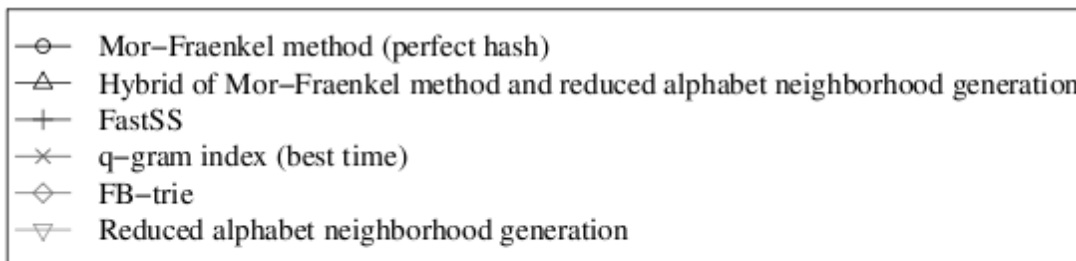 Mor−Fraenkel method (perfect hash)
Hybrid of Mor−Fraenkel method and reduced alphabet neighborhood generation
FastSS
q−gram index (best time)
FB−trie
Reduced alphabet neighborhood generation